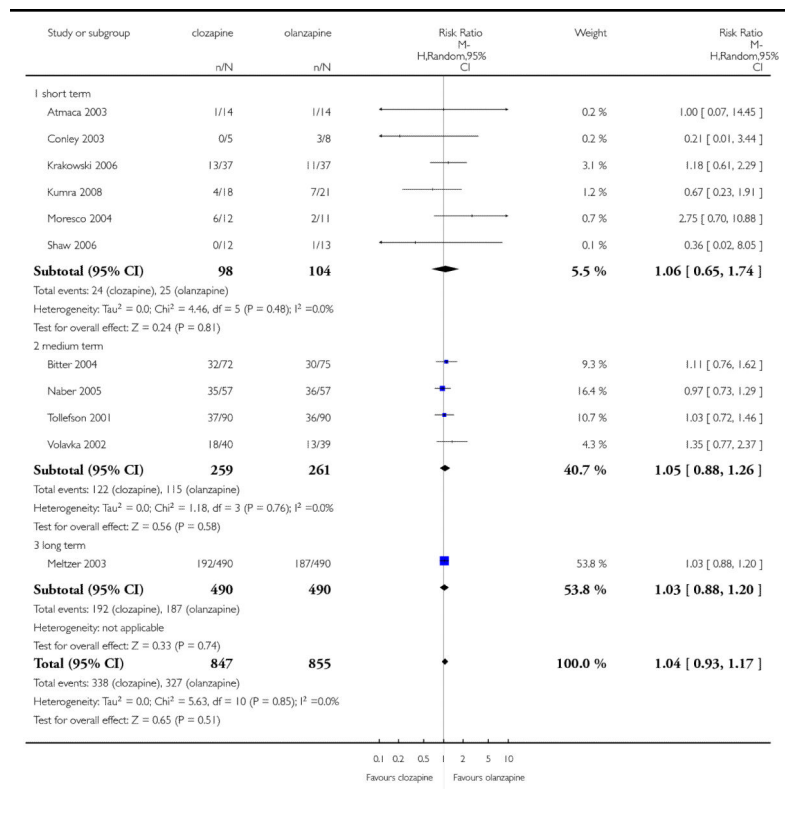 Study or subgroup clozapine olanzapine Risk Ratio Weight Risk Ratio
M- M-
H,Random,95% H,Random,95%
n/N n/N CI CI
1 short term
Atmaca 2003 1/14 1/14 0.2 % 1.00 [ 0.07, 14.45 ]
Conley 2003 0/5 3/8 0.2 % 0.21 [ 0.01, 3.44 ]
Krakowski 2006 13/37 11/37 3.1 % 1.18 [ 0.61, 2.29 ]
Kumra 2008 4/18 7/21 1.2 % 0.67 [ 0.23, 1.91 ]
Moresco 2004 6/12 2/11 0.7 % 2.75 [ 0.70, 10.88 ]
Shaw 2006 0/12 1/13 0.1 % 0.36 [ 0.02, 8.05 ]
Subtotal (95% CI) 98 104 5.5 % 1.06 [ 0.65, 1.74 ]
Total events: 24 (clozapine), 25 (olanzapine)
Heterogeneity: Tau² = 0.0; Chi² = 4.46, df = 5 (P = 0.48); I² =0.0%
Test for overall effect: Z = 0.24 (P = 0.81)
2 medium term
Bitter 2004 32/72 30/75 9.3 % 1.11 [ 0.76, 1.62 ]
Naber 2005 35/57 36/57 16.4 % 0.97 [ 0.73, 1.29 ]
Tollefson 2001 37/90 36/90 10.7 % 1.03 [ 0.72, 1.46 ]
Volavka 2002 18/40 13/39 4.3 % 1.35 [ 0.77, 2.37 ]
Subtotal (95% CI) 259 261 40.7 % 1.05 [ 0.88, 1.26 ]
Total events: 122 (clozapine), 115 (olanzapine)
Heterogeneity: Tau² = 0.0; Chi² = 1.18, df = 3 (P = 0.76); I² =0.0%
Test for overall effect: Z = 0.56 (P = 0.58)
3 long term
Meltzer 2003 192/490 187/490 53.8 % 1.03 [ 0.88, 1.20 ]
Subtotal (95% CI) 490 490 53.8 % 1.03 [ 0.88, 1.20 ]
Total events: 192 (clozapine), 187 (olanzapine)
Heterogeneity: not applicable
Test for overall effect: Z = 0.33 (P = 0.74)
Total (95% CI) 847 855 100.0 % 1.04 [ 0.93, 1.17 ]
Total events: 338 (clozapine), 327 (olanzapine)
Heterogeneity: Tau² = 0.0; Chi² = 5.63, df = 10 (P = 0.85); I² =0.0%
Test for overall effect: Z = 0.65 (P = 0.51)
0.1 0.2 0.5 1 2 5 10
Favours clozapine Favours olanzapine